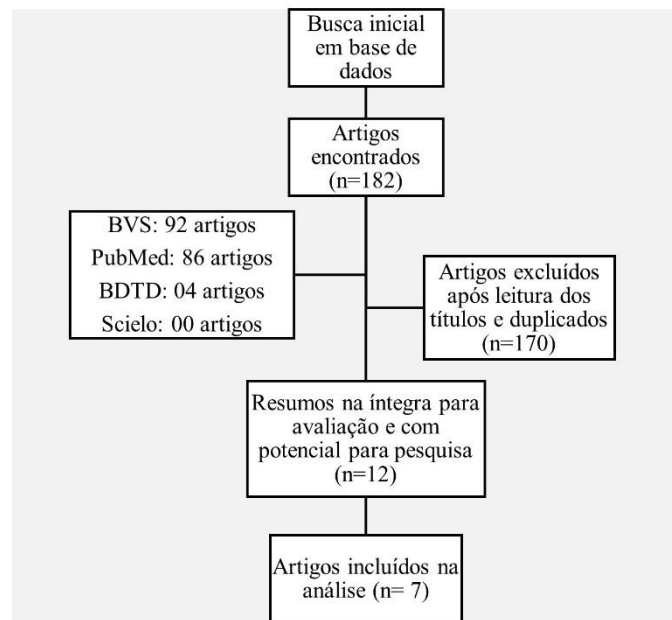 Busca inicial
em base de
dados
Artigos
encontrados
(n=182)
BVS: 92 artigos
PubMed: 86 artigos
BDTD: 04 artigos
Scielo: 00 artigos
Artigos excluídos
após leitura dos
títulos e duplicados
(n=170)
Resumos na íntegra para
avaliação e com
potencial para pesquisa
(n=12)
Artigos incluídos na
análise (n= 7)